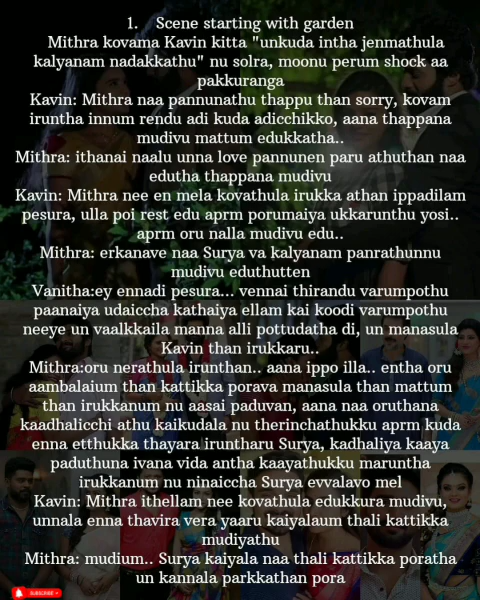 1. Scene starting with garden
Mithra kovama Kavin kitta "unkuda intha jenmathula
kalyanam nadakkathu" nu solra, moonu perum shock aa
pakkuranga
Kavin: Mithra naa pannunathu thappu than sorry, kovam
iruntha innum rendu adi kuda adicchikko, aana thappana
mudivu mattum edukkatha..
Mithra: ithanai naalu unna love pannunen paru athuthan naa
edutha thappana mudivu
Kavin: Mithra nee en mela kovathula irukka athan ippadilam
pesura, ulla poi rest edu aprm porumaiya ukkarunthu yosi..
aprm oru nalla mudivu edu..
Mithra: erkanave naa Surya va kalyanam panrathunnu
mudivu eduthutten
Vanitha:ey ennadi pesura... vennai thirandu varumpothu
paanaiya udaiccha kathaiya ellam kai koodi varumpothu
neeye un vaalkkaila manna alli pottudatha di, un manasula
Kavin than irukkaru..
Mithra:oru nerathula irunthan.. aana ippo illa.. entha oru
aambalaium than kattikka porava manasula than mattum
than irukkanum nu aasai paduvan, aana naa oruthana
kaadhalicchi athu kaikudala nu therinchathukku aprm kuda
enna etthukka thayara iruntharu Surya, kadhaliya kaaya
paduthuna ivana vida antha kaayathukku maruntha
irukkanum nu ninaiccha Surya evvalavo mel
Kavin: Mithra ithellam nee kovathula edukkura mudivu,
unnala enna thavira vera yaaru kaiyalaum thali kattikka
mudiyathu
Mithra: mudium.. Surya kaiyala naa thali kattikka poratha
un kannala parkkathan pora
SUBSCRIBE